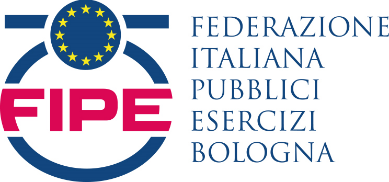 FIPE
FEDERAZIONE
ITALIANA
PUBBLICI
ESERCIZI
BOLOGNA